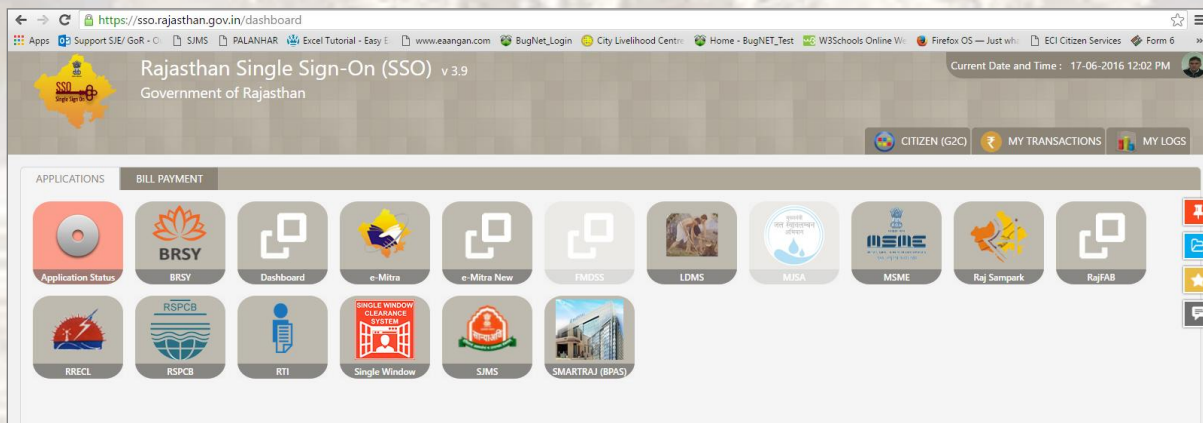 https://sso.rajasthan.gov.in/dashboard
Apps Support SJE/ GoR - O SJMS PALANHAR Excel Tutorial - Easy E www.eaangan.com BugNet_Login City Livelihood Centre Home - BugNET_Test W3Schools Online We Firefox OS — Just wha ECI Citizen Services Form 6 »
SSO
Single Sign On
Rajasthan Single Sign-On (SSO) v 3.9
Government of Rajasthan
Current Date and Time : 17-06-2016 12:02 PM
CITIZEN (G2C) MY TRANSACTIONS MY LOGS
APPLICATIONS BILL PAYMENT
BRSY
MSME
Application Status BRSY Dashboard e-Mitra e-Mitra New FMDSS LDMS MJSA MSME Raj Sampark RajFAB
RSPCB
SINGLE WINDOW
CLEARANCE
SYSTEM
RRECL RSPCB RTI Single Window SJMS SMARTRAJ (BPAS)